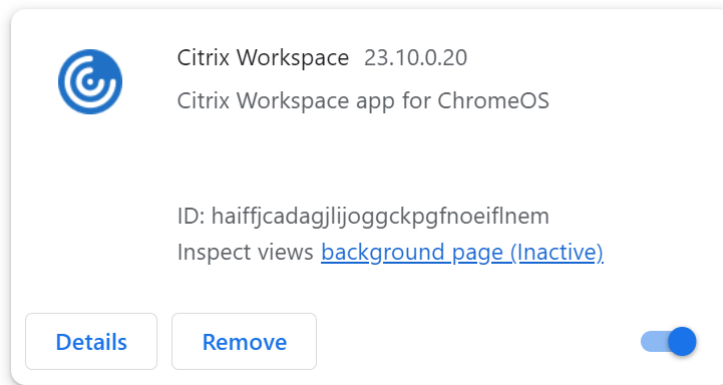 Citrix Workspace 23.10.0.20
Citrix Workspace app for ChromeOS
ID: haiffjcadagjlijoggckpgfnoeiflnem
Inspect views background page (Inactive)
Details Remove